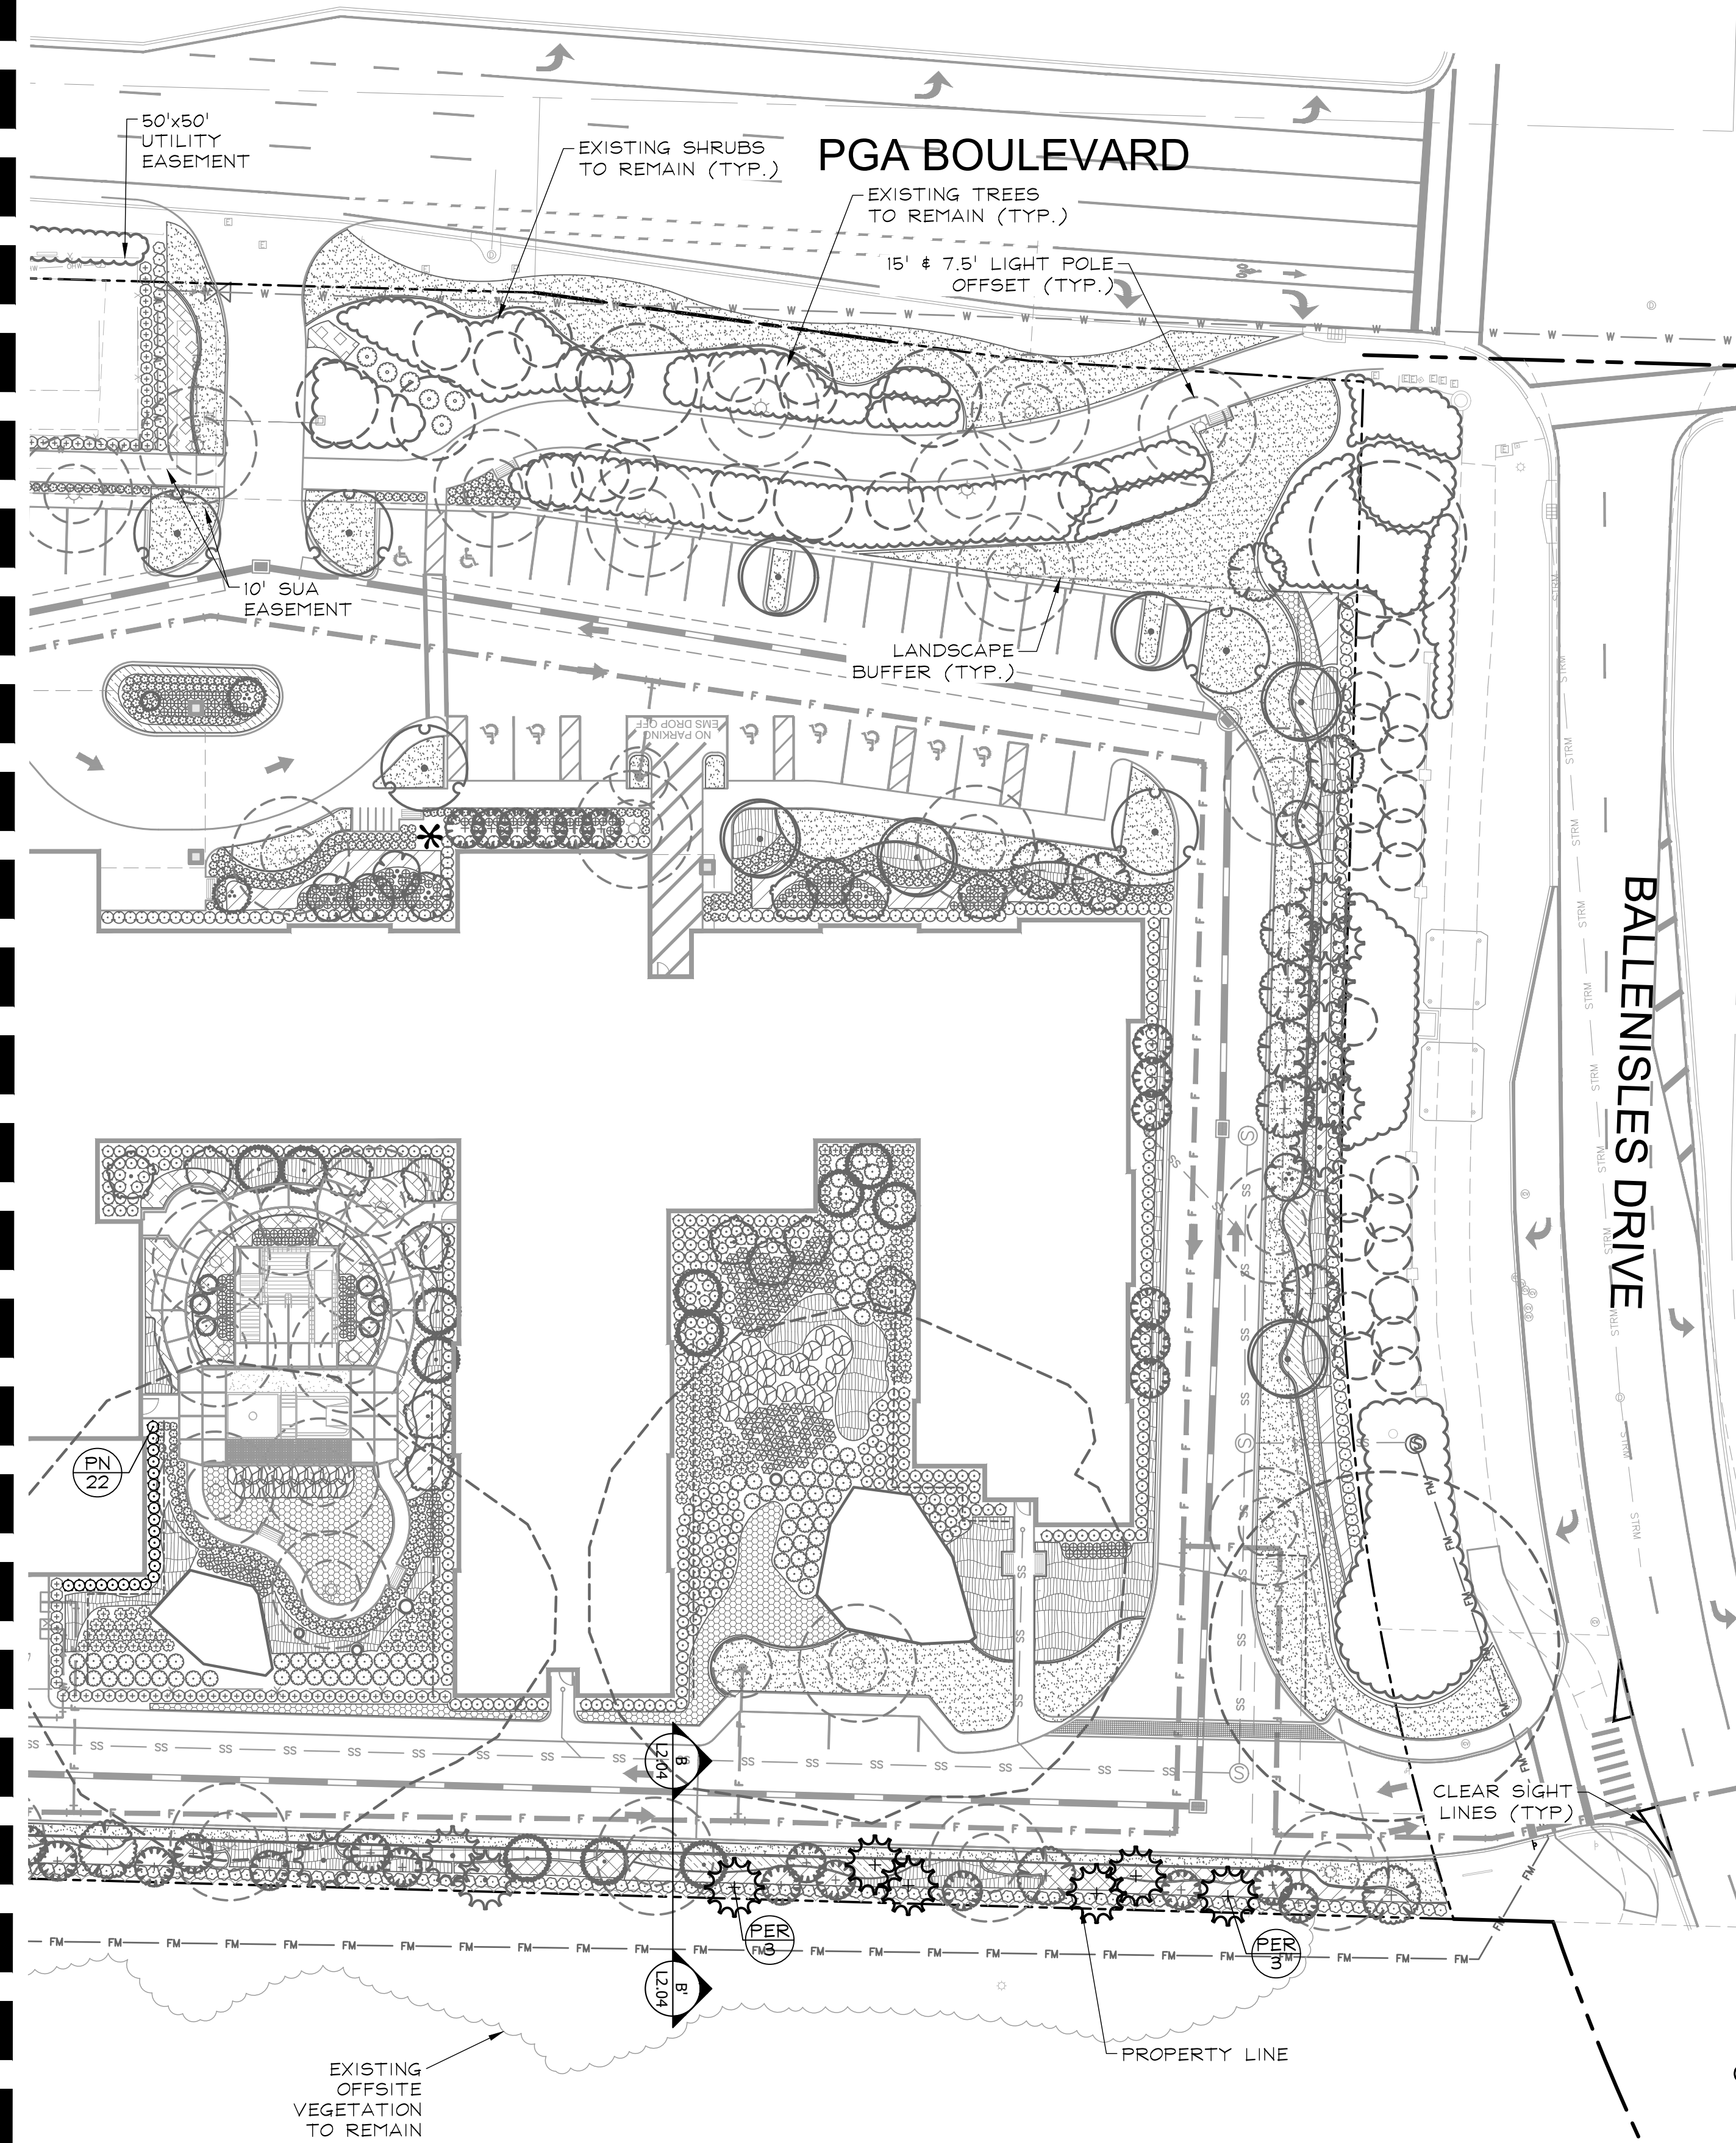 50'x50'
UTILITY
EASEMENT
EXISTING SHRUBS
TO REMAIN (TYP.)
PGA BOULEVARD
EXISTING TREES
TO REMAIN (TYP.)
15' & 7.5' LIGHT POLE
OFFSET (TYP.)
10' SUA
EASEMENT
LANDSCAPE
BUFFER (TYP.)
NO PARKING
EMS DROP OFF
BALLENISLES DRIVE
PN
22
B
L2.04
CLEAR SIGHT
LINES (TYP)
PER
3
PER
3
B'
L2.04
PROPERTY LINE
EXISTING
OFFSITE
VEGETATION
TO REMAIN